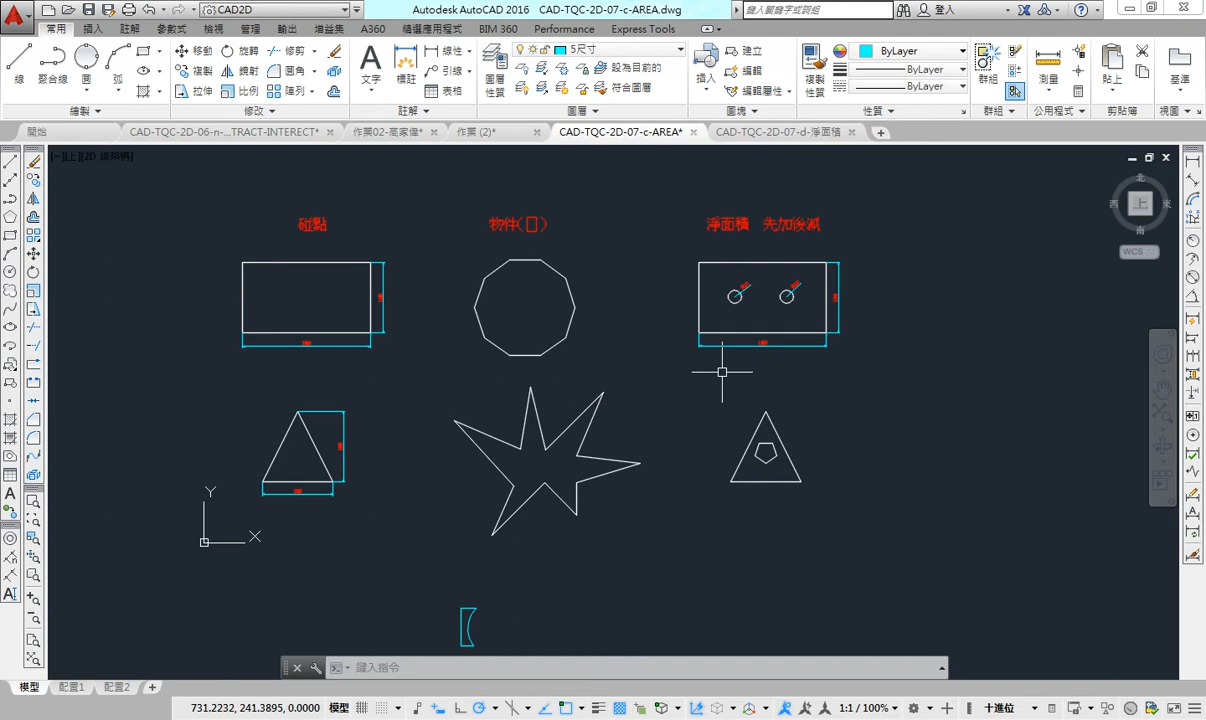 CAD2D
Autodesk AutoCAD 2016 CAD-TQC-2D-07-c-AREA.dwg
鍵入關鍵字或詞組
登入
常用 插入 註解 參數式 檢視 管理 輸出 增益集 A360 精選應用程式 BIM 360 Performance Express Tools
線 聚合線 圓 弧
移動 旋轉 修剪
複製 鏡射 圓角
拉伸 比例 陣列
文字 標註
線性
引線
表格
圖層性質
5尺寸
設為目前的
符合圖層
插入
建立
編輯
編輯屬性
複製性質
ByLayer
ByLayer
ByLayer
群組 測量 貼上 基準
繪製 修改 註解 圖層 圖塊 性質 群組 公用程式 剪貼簿 視圖
開始 CAD-TQC-2D-06-n-...TRACT-INTERECT* 作業02-高家偉* 作業 (2)* CAD-TQC-2D-07-c-AREA* CAD-TQC-2D-07-d-淨面積
北
西 上 東
南
WCS
碰點 物件( ) 淨面積 先加後減
Y
X
鍵入指令
模型 配置1 配置2
731.2232, 241.3895, 0.0000 模型 1:1 / 100% 十進位